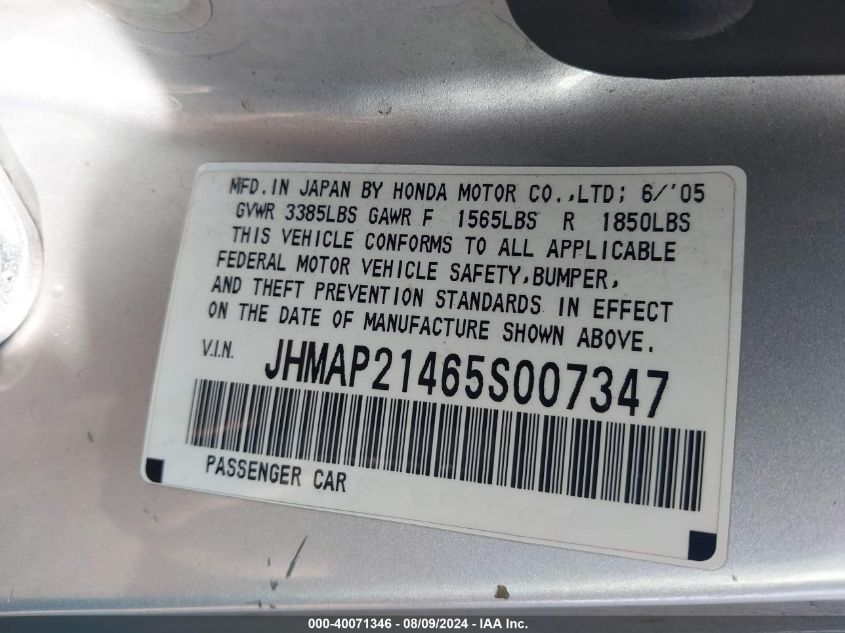 MFD. IN JAPAN BY HONDA MOTOR CO.,LTD; 6/'05
GVWR 3385LBS GAWR F 1565LBS R 1850LBS
THIS VEHICLE CONFORMS TO ALL APPLICABLE
FEDERAL MOTOR VEHICLE SAFETY, BUMPER,
AND THEFT PREVENTION STANDARDS IN EFFECT
ON THE DATE OF MANUFACTURE SHOWN ABOVE.
V.I.N. JHMAP21465S007347
PASSENGER CAR
000-40071346 - 08/09/2024 - IAA Inc.